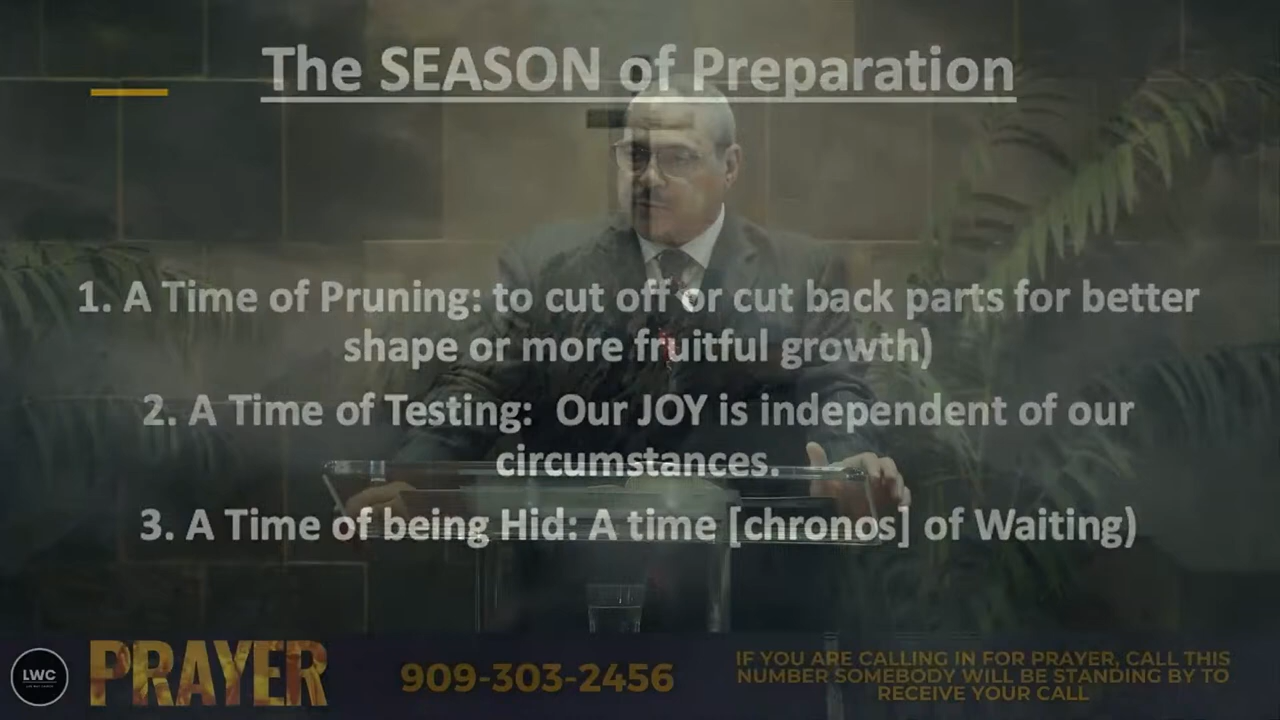 The SEASON of Preparation
1. A Time of Pruning: to cut off or cut back parts for better
shape or more fruitful growth)
2. A Time of Testing:  Our JOY is independent of our
circumstances.
3. A Time of being Hid: A time [chronos] of Waiting)
LWC
PRAYER
909-303-2456
IF YOU ARE CALLING IN FOR PRAYER, CALL THIS
NUMBER SOMEBODY WILL BE STANDING BY TO
RECEIVE YOUR CALL